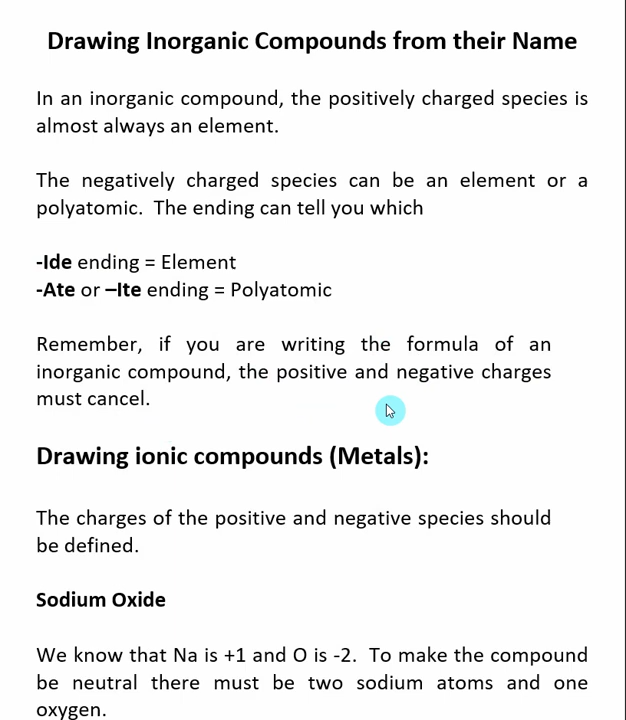 Drawing Inorganic Compounds from their Name
In an inorganic compound, the positively charged species is
almost always an element.
The negatively charged species can be an element or a
polyatomic. The ending can tell you which
-Ide ending = Element
-Ate or –Ite ending = Polyatomic
Remember, if you are writing the formula of an
inorganic compound, the positive and negative charges
must cancel.
Drawing ionic compounds (Metals):
The charges of the positive and negative species should
be defined.
Sodium Oxide
We know that Na is +1 and O is -2. To make the compound
be neutral there must be two sodium atoms and one
oxygen.